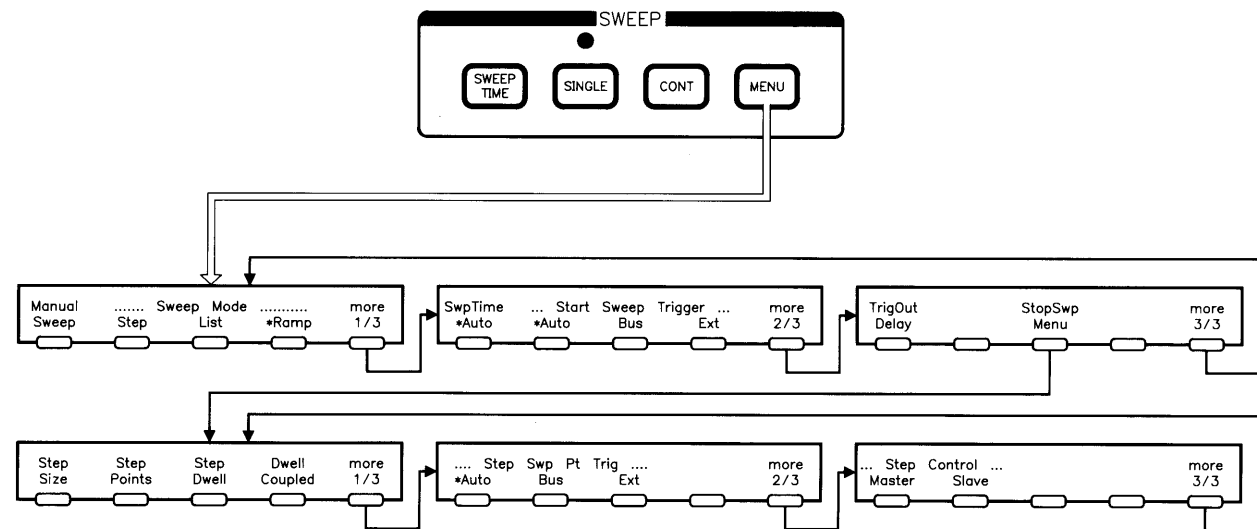 SWEEP
SWEEP
TIME
SINGLE
CONT
MENU
Manual ....... Sweep Mode ........... more
Sweep Step List *Ramp 1/3
SwpTime ... Start Sweep Trigger ... more
*Auto *Auto Bus Ext 2/3
TrigOut StopSwp more
Delay Menu 3/3
Step Step Step Dwell more
Size Points Dwell Coupled 1/3
.... Step Swp Pt Trig .... more
*Auto Bus Ext 2/3
... Step Control ... more
Master Slave 3/3